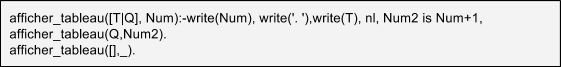 afficher_tableau([T|Q], Num):-write(Num), write('. '),write(T), nl, Num2 is Num+1,
afficher_tableau(Q,Num2).
afficher_tableau([],_).